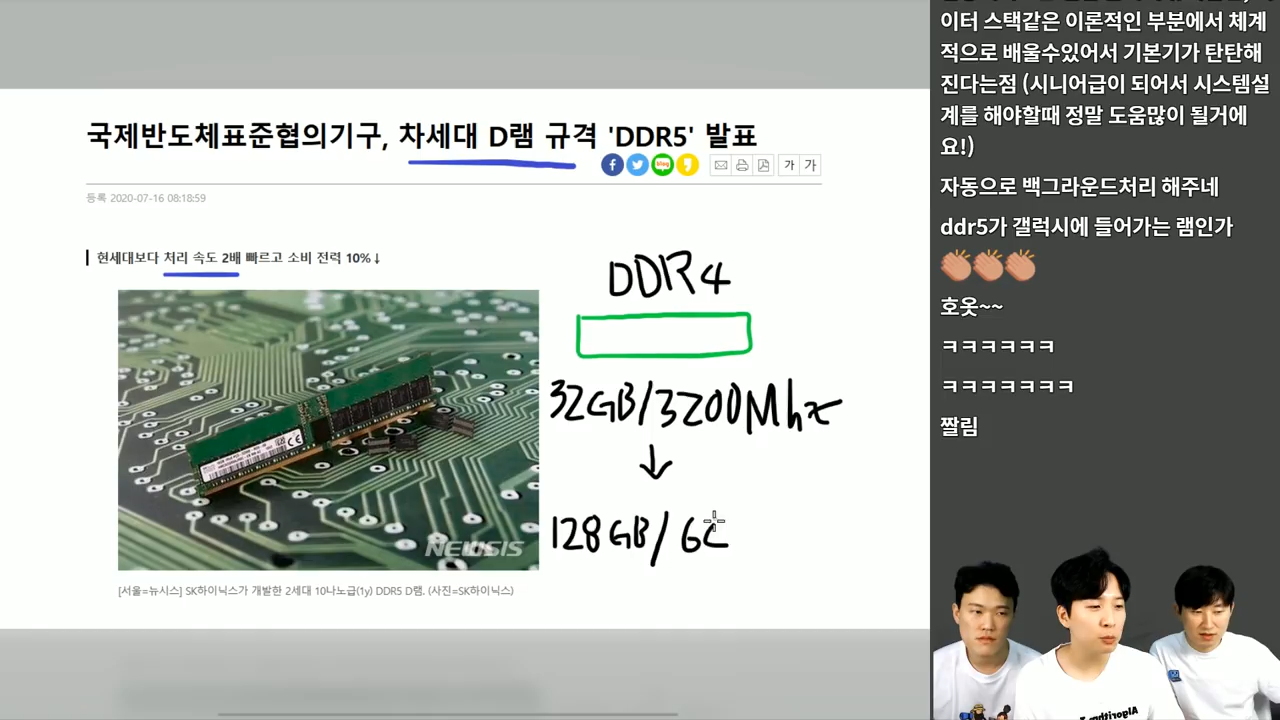 국제반도체표준협의기구, 차세대 D램 규격 'DDR5' 발표
f
blog
가 가
등록 2020-07-16 08:18:59
현세대보다 처리 속도 2배 빠르고 소비 전력 10%↓
DDR4
32GB/3200Mhz
↓
128GB/6
NEWSIS
[서울=뉴시스] SK하이닉스가 개발한 2세대 10나노급(1y) DDR5 D램. (사진=SK하이닉스)
이터 스택같은 이론적인 부분에서 체계
적으로 배울수있어서 기본기가 탄탄해
진다는점 (시니어급이 되어서 시스템설
계를 해야할때 정말 도움많이 될거에
요!)
자동으로 백그라운드처리 해주네
ddr5가 갤럭시에 들어가는 램인가
👏👏👏
호옷~~
ㅋㅋㅋㅋㅋㅋ
ㅋㅋㅋㅋㅋㅋㅋ
짤림